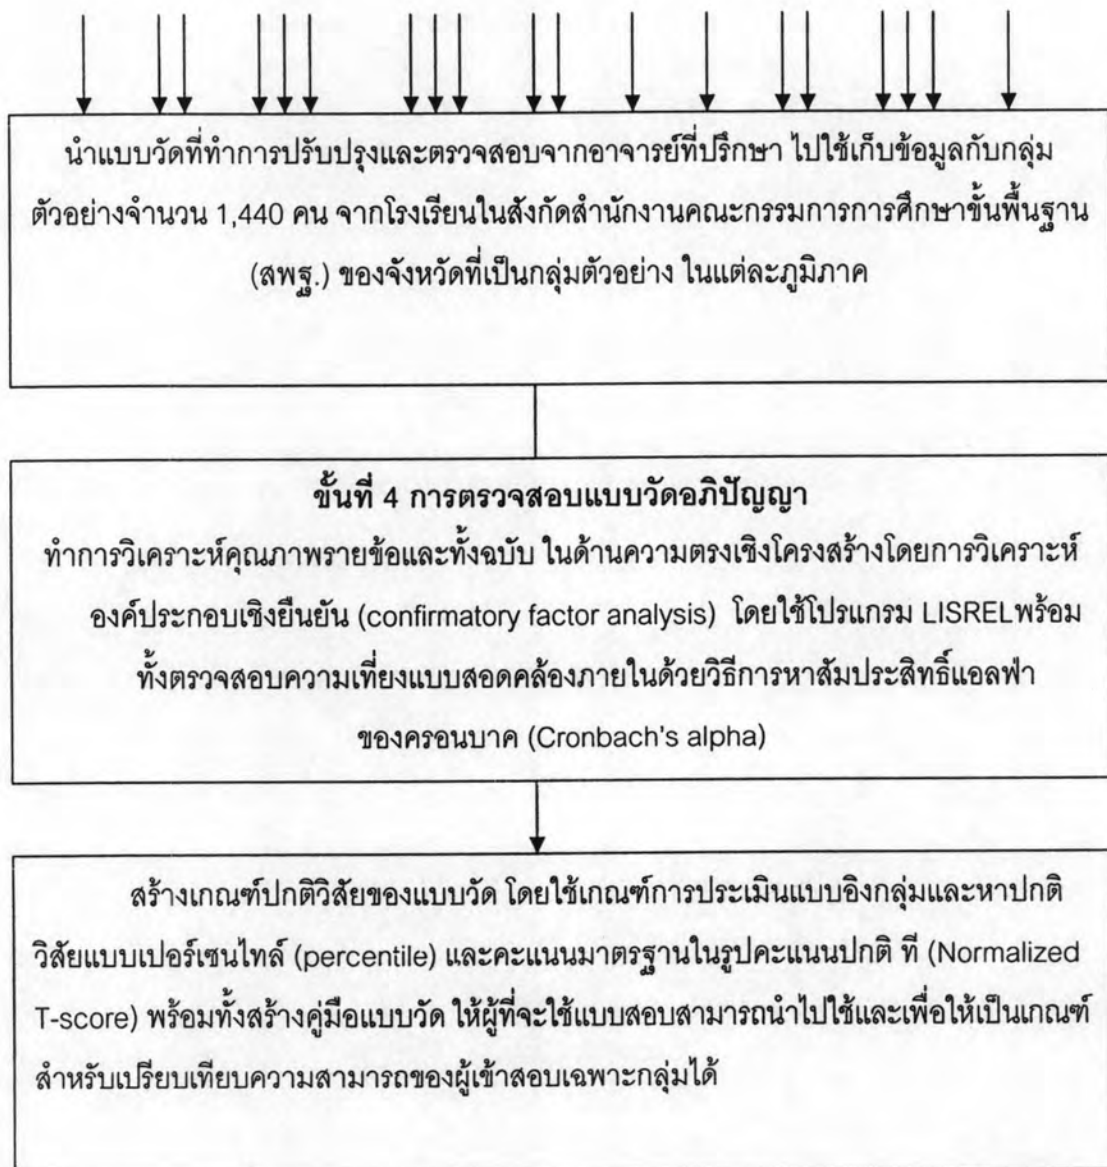 นำแบบวัดที่ทำการปรับปรุงและตรวจสอบจากอาจารย์ที่ปรึกษา ไปใช้เก็บข้อมูลกับกลุ่ม
ตัวอย่างจำนวน 1,440 คน จากโรงเรียนในสังกัดสำนักงานคณะกรรมการการศึกษาขั้นพื้นฐาน
(สพฐ.) ของจังหวัดที่เป็นกลุ่มตัวอย่าง ในแต่ละภูมิภาค
ขั้นที่ 4 การตรวจสอบแบบวัดอภิปัญญา
ทำการวิเคราะห์คุณภาพรายข้อและทั้งฉบับ ในด้านความตรงเชิงโครงสร้างโดยการวิเคราะห์
องค์ประกอบเชิงยืนยัน (confirmatory factor analysis) โดยใช้โปรแกรม LISRELพร้อม
ทั้งตรวจสอบความเที่ยงแบบสอดคล้องภายในด้วยวิธีการหาสัมประสิทธิ์แอลฟา
ของครอนบาค (Cronbach's alpha)
สร้างเกณฑ์ปกติวิสัยของแบบวัด โดยใช้เกณฑ์การประเมินแบบอิงกลุ่มและหาปกติ
วิสัยแบบเปอร์เซนไทล์ (percentile) และคะแนนมาตรฐานในรูปคะแนนปกติ ที (Normalized
T-score) พร้อมทั้งสร้างคู่มือแบบวัด ให้ผู้ที่จะใช้แบบสอบสามารถนำไปใช้และเพื่อให้เป็นเกณฑ์
สำหรับเปรียบเทียบความสามารถของผู้เข้าสอบเฉพาะกลุ่มได้